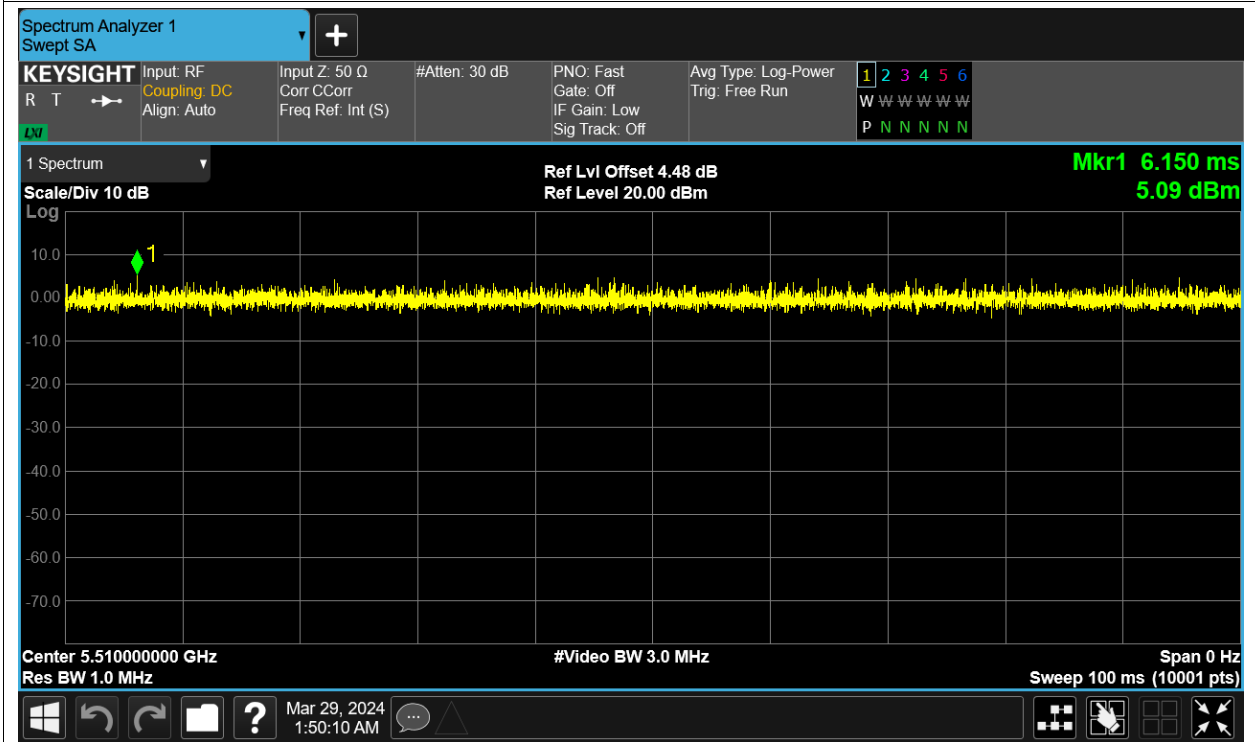 Spectrum Analyzer 1
Swept SA
KEYSIGHT
R T
LXI
Input: RF
Coupling: DC
Align: Auto
Input Z: 50 Ω
Corr CCorr
Freq Ref: Int (S)
#Atten: 30 dB
PNO: Fast
Gate: Off
IF Gain: Low
Sig Track: Off
Avg Type: Log-Power
Trig: Free Run
1 2 3 4 5 6
W W W W W W
P N N N N N
1 Spectrum
Scale/Div 10 dB
Log
Ref Lvl Offset 4.48 dB
Ref Level 20.00 dBm
Mkr1 6.150 ms
5.09 dBm
1
10.0
0.00
-10.0
-20.0
-30.0
-40.0
-50.0
-60.0
-70.0
Center 5.510000000 GHz
Res BW 1.0 MHz
#Video BW 3.0 MHz
Span 0 Hz
Sweep 100 ms (10001 pts)
?
Mar 29, 2024
1:50:10 AM